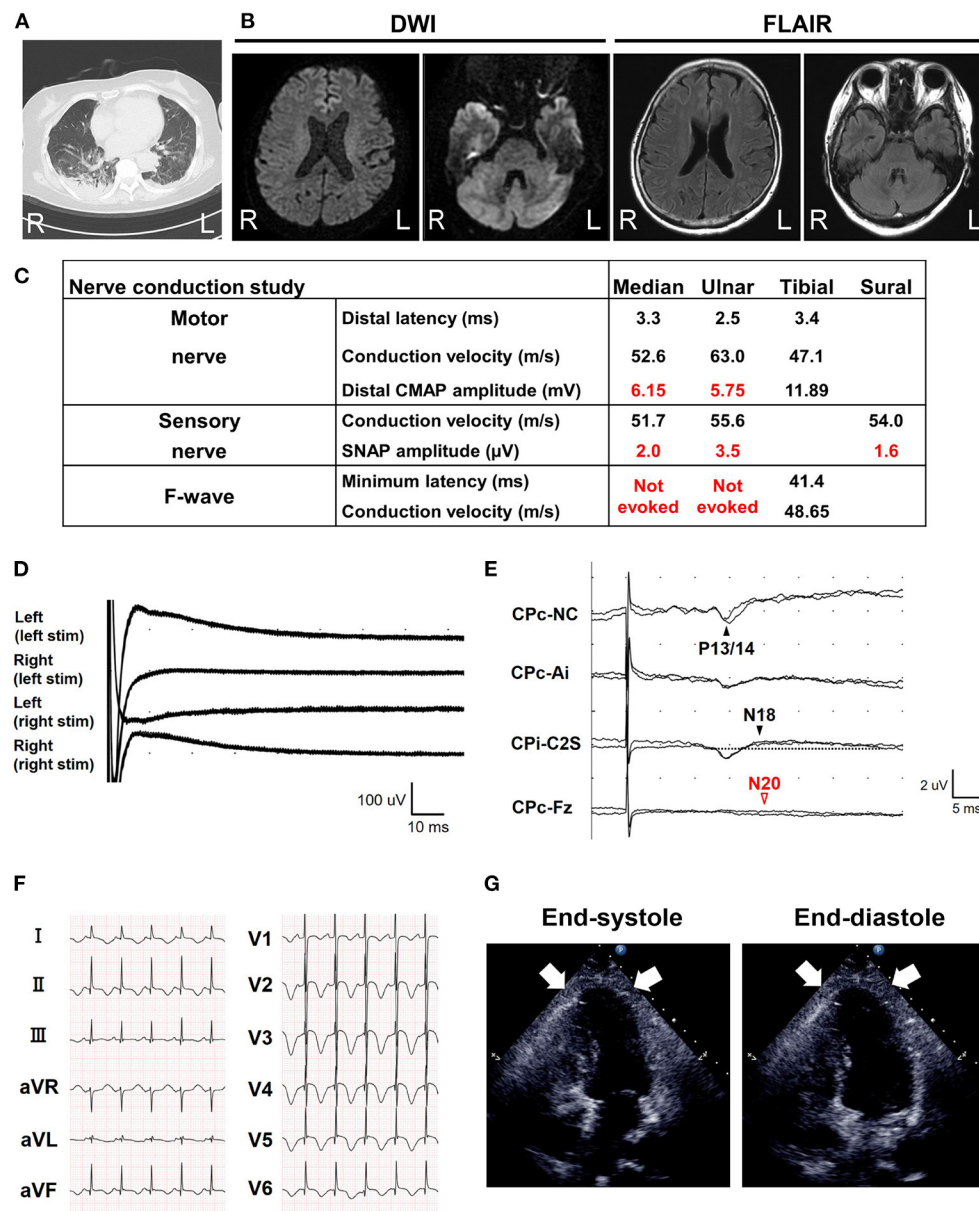 A
R L
B
DWI FLAIR
R L R L R L R L
C
Nerve conduction study Median Ulnar Tibial Sural
Motor nerve Distal latency (ms) 3.3 2.5 3.4
Conduction velocity (m/s) 52.6 63.0 47.1
Distal CMAP amplitude (mV) 6.15 5.75 11.89
Sensory nerve Conduction velocity (m/s) 51.7 55.6 54.0
SNAP amplitude (µV) 2.0 3.5 1.6
F-wave Minimum latency (ms) Not evoked Not evoked 41.4
Conduction velocity (m/s) 48.65
D
Left
(left stim)
Right
(left stim)
Left
(right stim)
Right
(right stim)
100 uV
10 ms
E
CPc-NC
P13/14
CPc-Ai
N18
CPi-C2S
N20
CPc-Fz
2 uV
5 ms
F
I
II
III
aVR
aVL
aVF
V1
V2
V3
V4
V5
V6
G
End-systole End-diastole
P P
V V